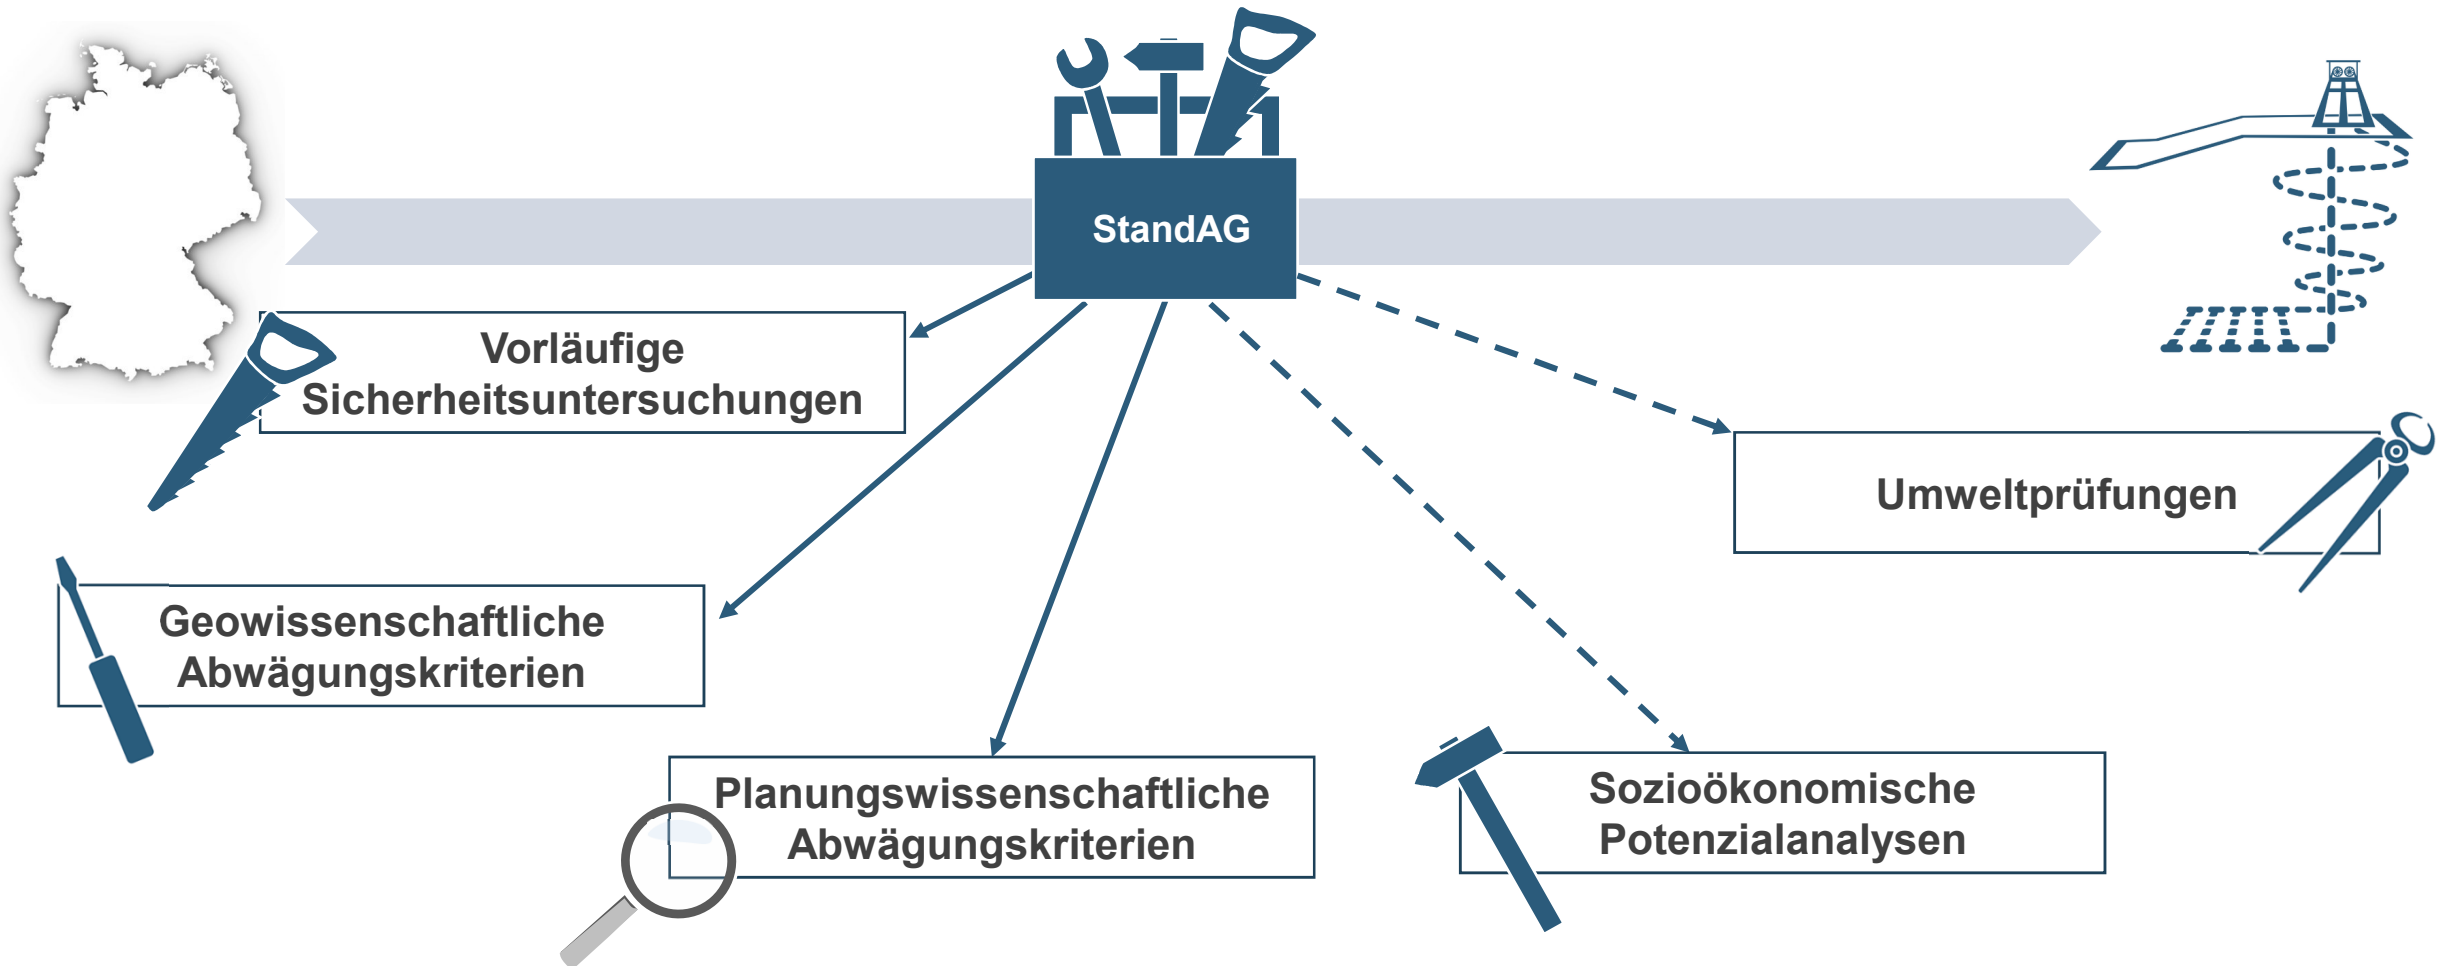 StandAG
Vorläufige
Sicherheitsuntersuchungen
Umweltprüfungen
Geowissenschaftliche
Abwägungskriterien
Planungswissenschaftliche
Abwägungskriterien
Sozioökonomische
Potenzialanalysen